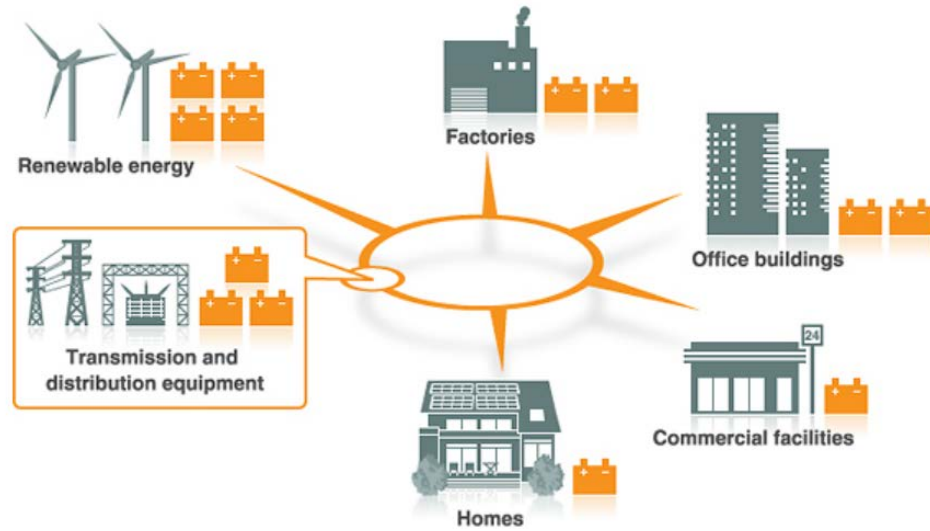 Renewable energy
Factories
Office buildings
Transmission and
distribution equipment
24
Commercial facilities
Homes